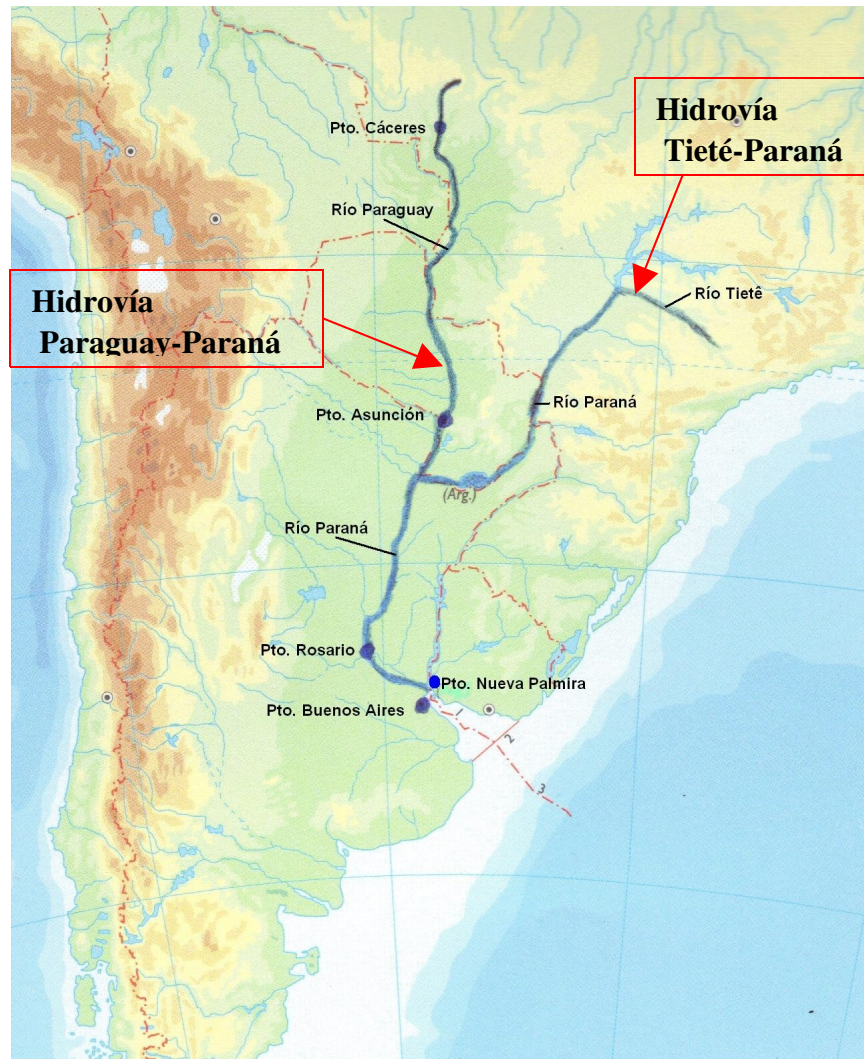 Hidrovía
Tieté-Paraná
Pto. Cáceres
Río Paraguay
Hidrovía
Paraguay-Paraná
Río Tietê
Río Paraná
Pto. Asunción
(Arg.)
Río Paraná
Pto. Rosario
Pto. Nueva Palmira
Pto. Buenos Aires
1
2
3